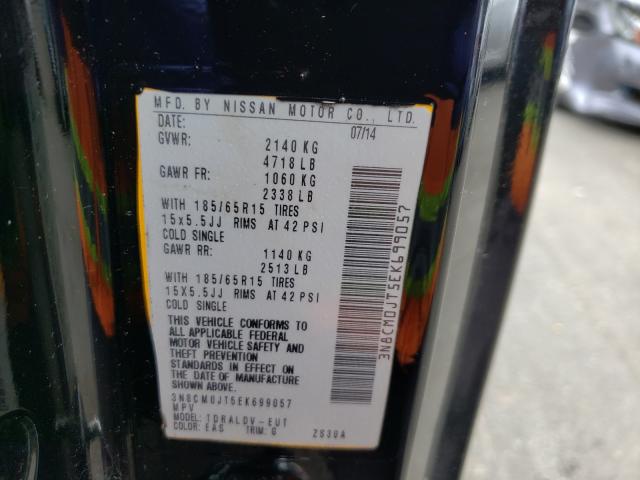 MFD. BY NISSAN MOTOR CO., LTD.
DATE: 07/14
GVWR: 2140 KG
4718 LB
GAWR FR: 1060 KG
2338 LB
WITH 185/65R15 TIRES
15x5.5JJ RIMS AT 42 PSI
COLD SINGLE
GAWR RR: 1140 KG
2513 LB
WITH 185/65R15 TIRES
15X5.5JJ RIMS AT 42 PSI
COLD SINGLE
THIS VEHICLE CONFORMS TO
ALL APPLICABLE FEDERAL
MOTOR VEHICLE SAFETY AND
THEFT PREVENTION
STANDARDS IN EFFECT ON
THE DATE OF MANUFACTURE
SHOWN ABOVE.
3N8CM0JT5EK699057
MPV
MODEL: TDRALDV-EUT
COLOR: EAS TRIM: G ZS30A
3N8CM0JT5EK699057